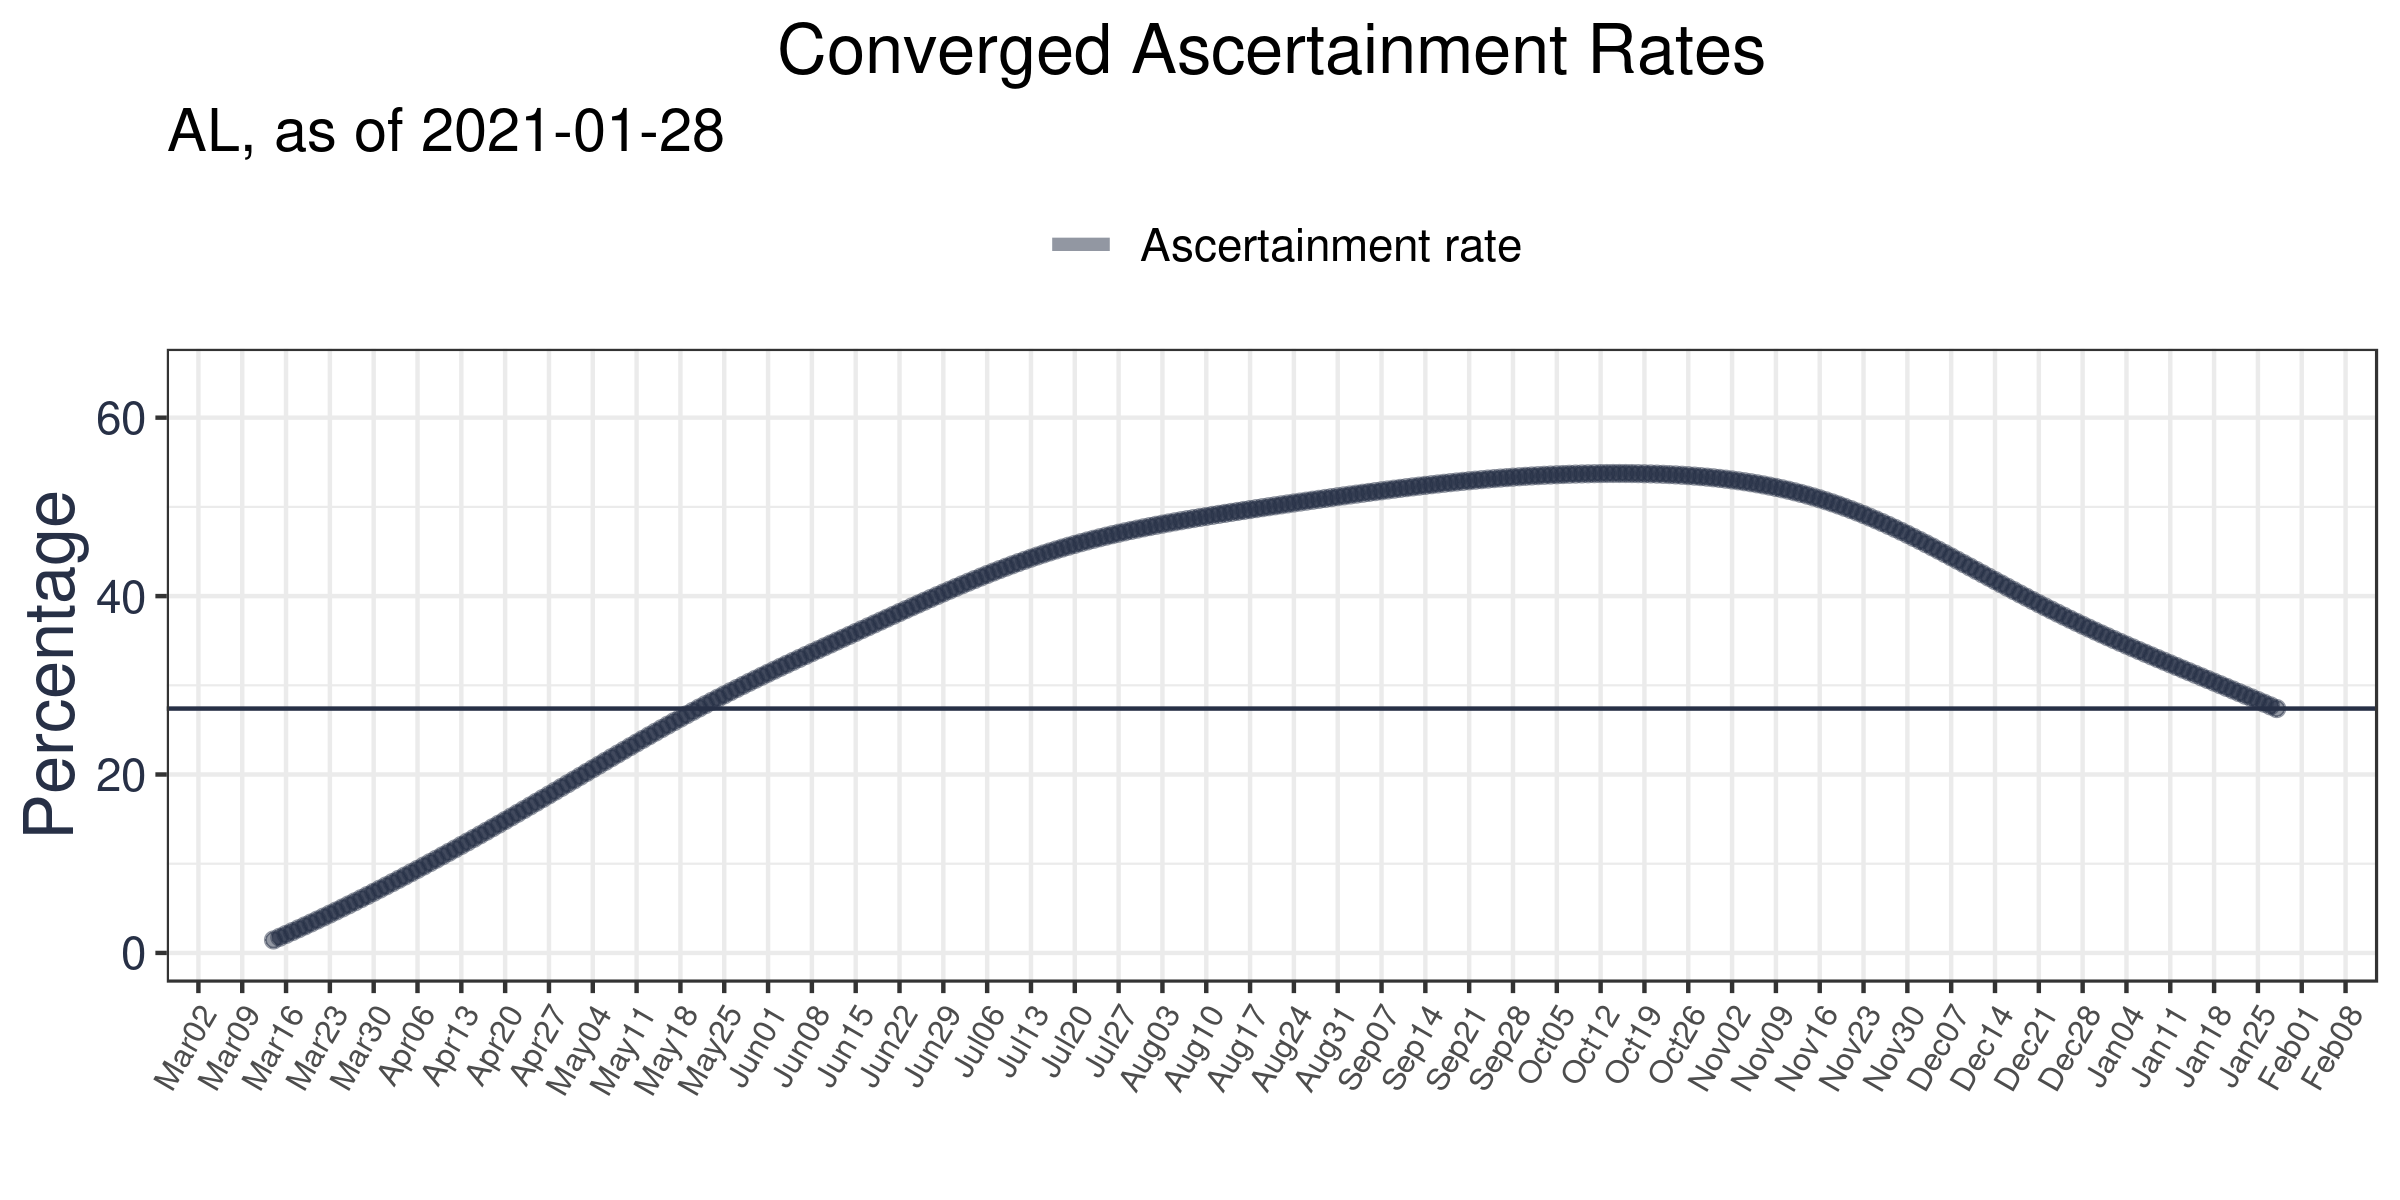 Converged Ascertainment Rates
AL, as of 2021-01-28
Ascertainment rate
Percentage
60
40
20
0
Mar02
Mar09
Mar16
Mar23
Mar30
Apr06
Apr13
Apr20
Apr27
May04
May11
May18
May25
Jun01
Jun08
Jun15
Jun22
Jun29
Jul06
Jul13
Jul20
Jul27
Aug03
Aug10
Aug17
Aug24
Aug31
Sep07
Sep14
Sep21
Sep28
Oct05
Oct12
Oct19
Oct26
Nov02
Nov09
Nov16
Nov23
Nov30
Dec07
Dec14
Dec21
Dec28
Jan04
Jan11
Jan18
Jan25
Feb01
Feb08